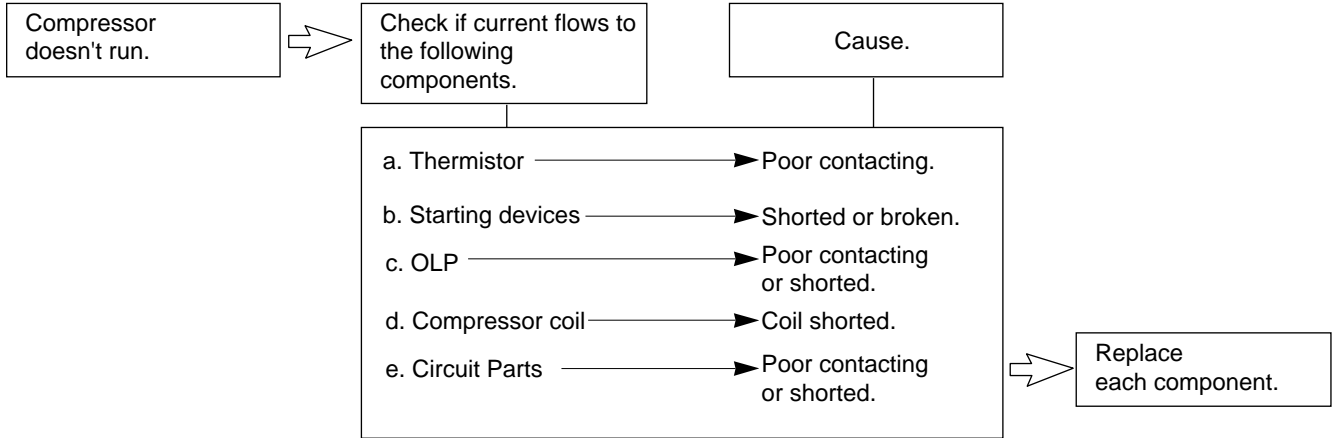 Compressor
doesn't run.
Check if current flows to
the following
components.
Cause.
a. Thermistor
Poor contacting.
b. Starting devices
Shorted or broken.
c. OLP
Poor contacting
or shorted.
d. Compressor coil
Coil shorted.
e. Circuit Parts
Poor contacting
or shorted.
Replace
each component.